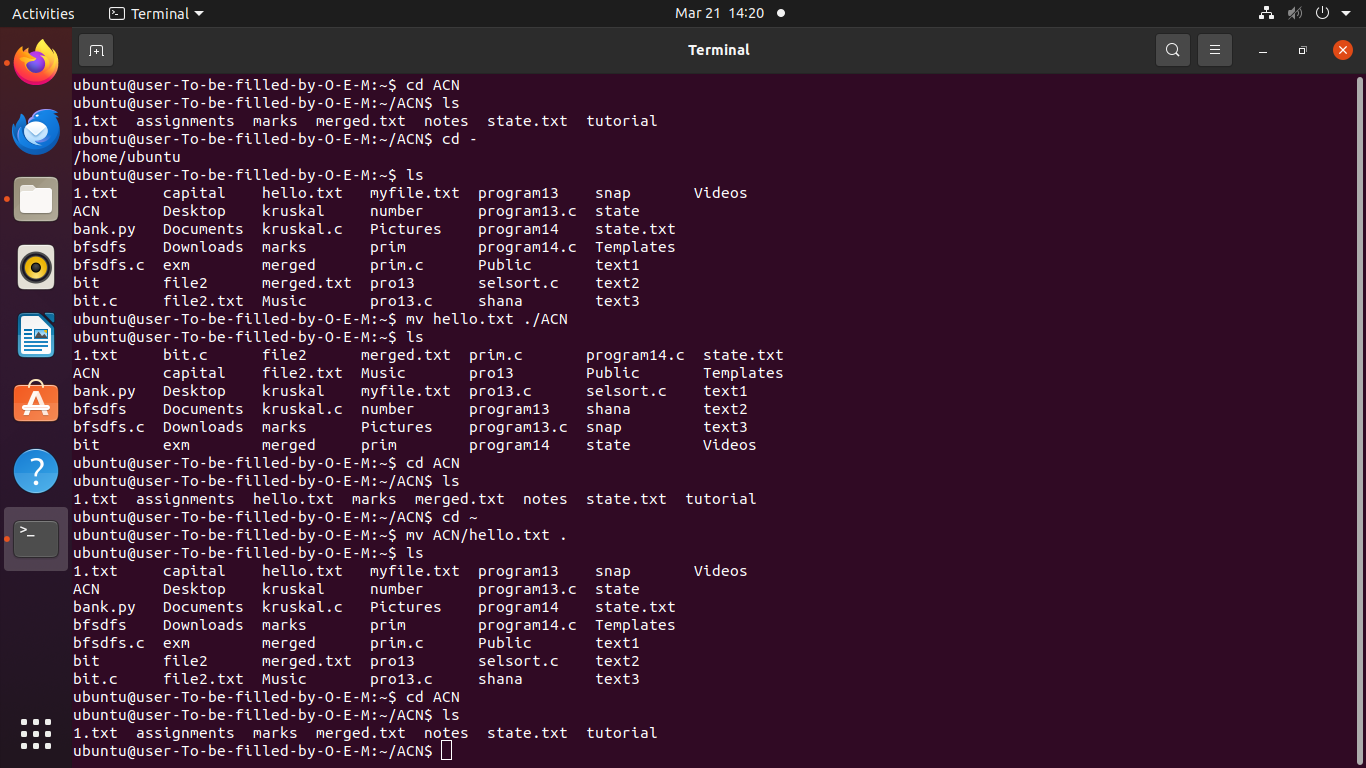 Activities Terminal Mar 21 14:20
Terminal
ubuntu@user-To-be-filled-by-O-E-M:~$ cd ACN
ubuntu@user-To-be-filled-by-O-E-M:~/ACN$ ls
1.txt assignments marks merged.txt notes state.txt tutorial
ubuntu@user-To-be-filled-by-O-E-M:~/ACN$ cd -
/home/ubuntu
ubuntu@user-To-be-filled-by-O-E-M:~$ ls
1.txt capital hello.txt myfile.txt program13 snap Videos
ACN Desktop kruskal number program13.c state
bank.py Documents kruskal.c Pictures program14 state.txt
bfsdfs Downloads marks prim program14.c Templates
bfsdfs.c exm merged prim.c Public text1
bit file2 merged.txt pro13 selsort.c text2
bit.c file2.txt Music pro13.c shana text3
ubuntu@user-To-be-filled-by-O-E-M:~$ mv hello.txt ./ACN
ubuntu@user-To-be-filled-by-O-E-M:~$ ls
1.txt bit.c file2 merged.txt prim.c program14.c state.txt
ACN capital file2.txt Music pro13 Public Templates
bank.py Desktop kruskal myfile.txt pro13.c selsort.c text1
bfsdfs Documents kruskal.c number program13 shana text2
bfsdfs.c Downloads marks Pictures program13.c snap text3
bit exm merged prim program14 state Videos
ubuntu@user-To-be-filled-by-O-E-M:~$ cd ACN
ubuntu@user-To-be-filled-by-O-E-M:~/ACN$ ls
1.txt assignments hello.txt marks merged.txt notes state.txt tutorial
ubuntu@user-To-be-filled-by-O-E-M:~/ACN$ cd ~
ubuntu@user-To-be-filled-by-O-E-M:~$ mv ACN/hello.txt .
ubuntu@user-To-be-filled-by-O-E-M:~$ ls
1.txt capital hello.txt myfile.txt program13 snap Videos
ACN Desktop kruskal number program13.c state
bank.py Documents kruskal.c Pictures program14 state.txt
bfsdfs Downloads marks prim program14.c Templates
bfsdfs.c exm merged prim.c Public text1
bit file2 merged.txt pro13 selsort.c text2
bit.c file2.txt Music pro13.c shana text3
ubuntu@user-To-be-filled-by-O-E-M:~$ cd ACN
ubuntu@user-To-be-filled-by-O-E-M:~/ACN$ ls
1.txt assignments marks merged.txt notes state.txt tutorial
ubuntu@user-To-be-filled-by-O-E-M:~/ACN$